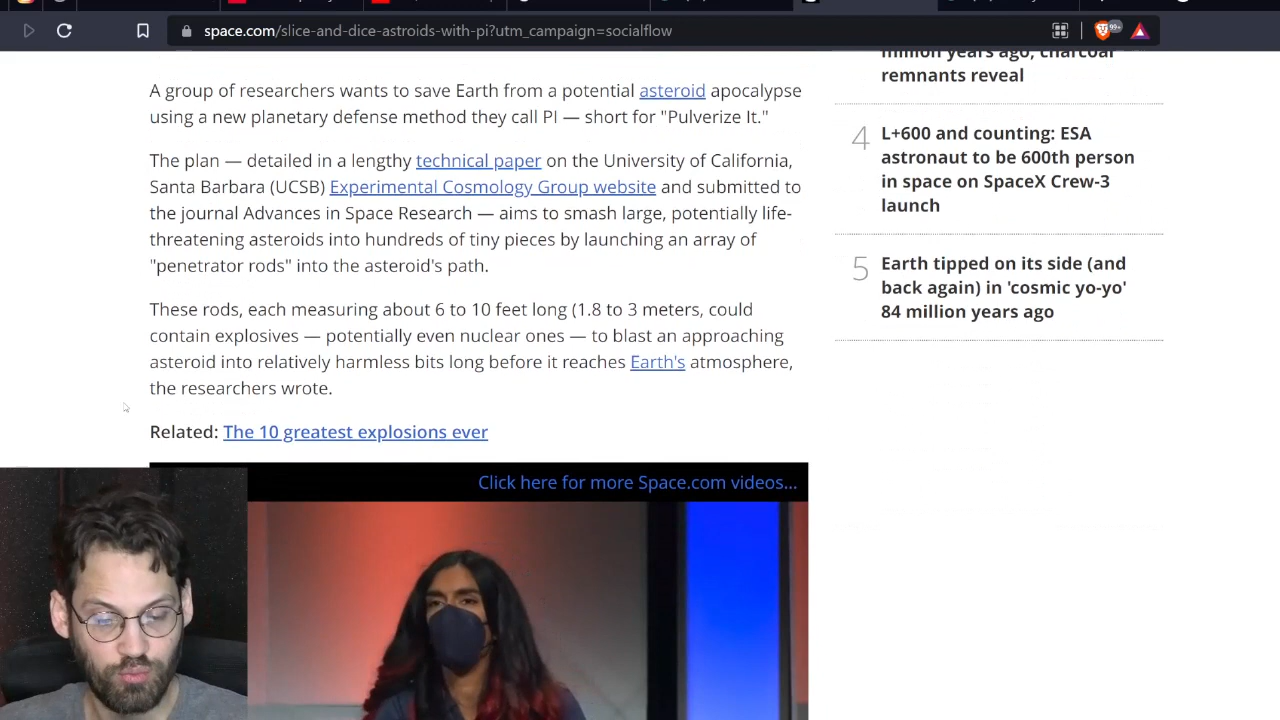 space.com/slice-and-dice-astroids-with-pi?utm_campaign=socialflow
99+
A group of researchers wants to save Earth from a potential asteroid apocalypse
using a new planetary defense method they call PI — short for "Pulverize It."
The plan — detailed in a lengthy technical paper on the University of California,
Santa Barbara (UCSB) Experimental Cosmology Group website and submitted to
the journal Advances in Space Research — aims to smash large, potentially life-
threatening asteroids into hundreds of tiny pieces by launching an array of
"penetrator rods" into the asteroid's path.
These rods, each measuring about 6 to 10 feet long (1.8 to 3 meters, could
contain explosives — potentially even nuclear ones — to blast an approaching
asteroid into relatively harmless bits long before it reaches Earth's atmosphere,
the researchers wrote.
Related: The 10 greatest explosions ever
Click here for more Space.com videos...
million years ago, charcoal
remnants reveal
4 L+600 and counting: ESA
astronaut to be 600th person
in space on SpaceX Crew-3
launch
5 Earth tipped on its side (and
back again) in 'cosmic yo-yo'
84 million years ago